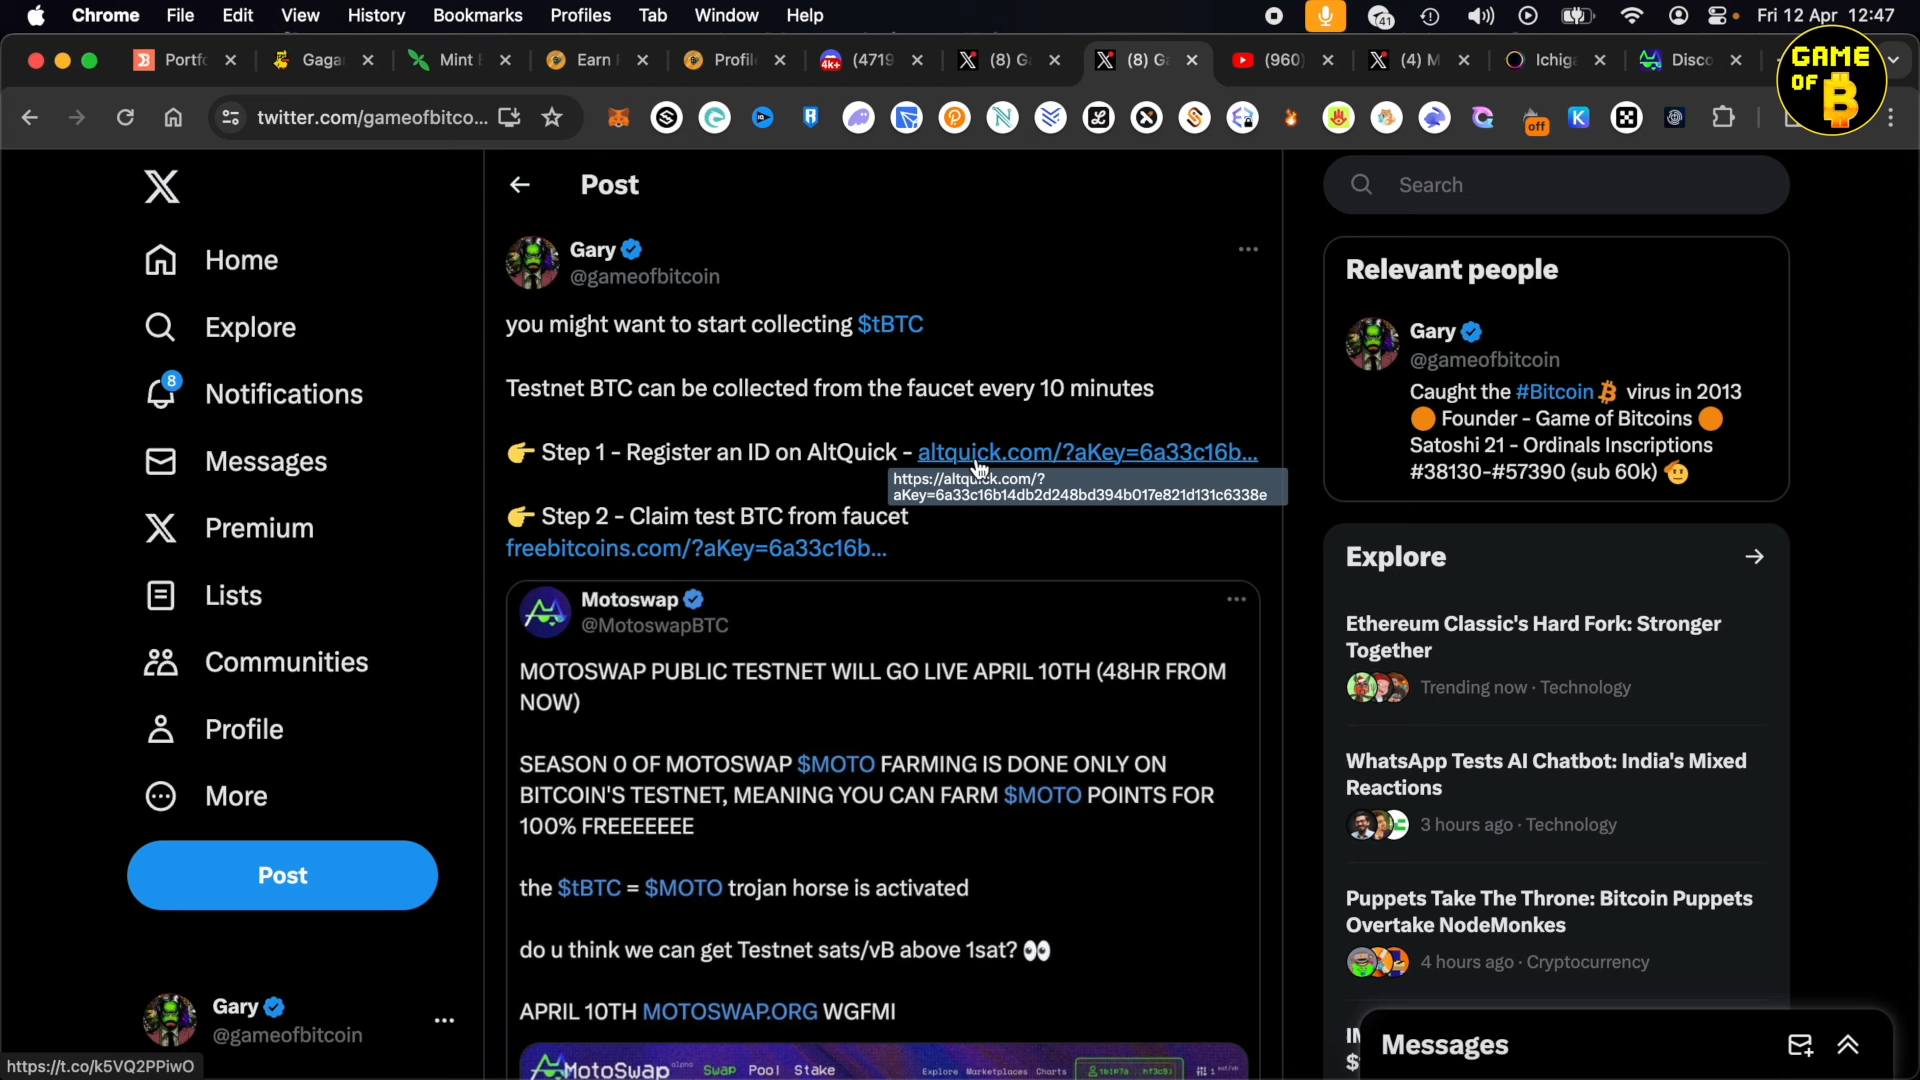 Chrome File Edit View History Bookmarks Profiles Tab Window Help
41
Fri 12 Apr 12:47
Portfo
Gaga
Mint
Earn
Profil
4k+ (4719
(8) G
(8) G
(960)
(4) M
Ichig
Disco
GAME
OF
twitter.com/gameofbitco...
off
X
Home
Explore
8
Notifications
Messages
Premium
Lists
Communities
Profile
More
Post
Gary
@gameofbitcoin
https://t.co/k5VQ2PPiwO
Post
Gary
@gameofbitcoin
you might want to start collecting $tBTC
Testnet BTC can be collected from the faucet every 10 minutes
👉 Step 1 - Register an ID on AltQuick - altquick.com/?aKey=6a33c16b...
https://altquick.com/?
aKey=6a33c16b14db2d248bd394b017e821d131c6338e
👉 Step 2 - Claim test BTC from faucet
freebitcoins.com/?aKey=6a33c16b...
Motoswap
@MotoswapBTC
MOTOSWAP PUBLIC TESTNET WILL GO LIVE APRIL 10TH (48HR FROM
NOW)
SEASON 0 OF MOTOSWAP $MOTO FARMING IS DONE ONLY ON
BITCOIN'S TESTNET, MEANING YOU CAN FARM $MOTO POINTS FOR
100% FREEEEEEE
the $tBTC = $MOTO trojan horse is activated
do u think we can get Testnet sats/vB above 1sat? 👀
APRIL 10TH MOTOSWAP.ORG WGFMI
MotoSwap alpha Swap Pool Stake Explore Marketplaces Charts
Search
Relevant people
Gary
@gameofbitcoin
Caught the #Bitcoin virus in 2013
🟠 Founder - Game of Bitcoins 🟠
Satoshi 21 - Ordinals Inscriptions
#38130-#57390 (sub 60k) 🫡
Explore
Ethereum Classic's Hard Fork: Stronger
Together
Trending now · Technology
WhatsApp Tests AI Chatbot: India's Mixed
Reactions
3 hours ago · Technology
Puppets Take The Throne: Bitcoin Puppets
Overtake NodeMonkes
4 hours ago · Cryptocurrency
Messages